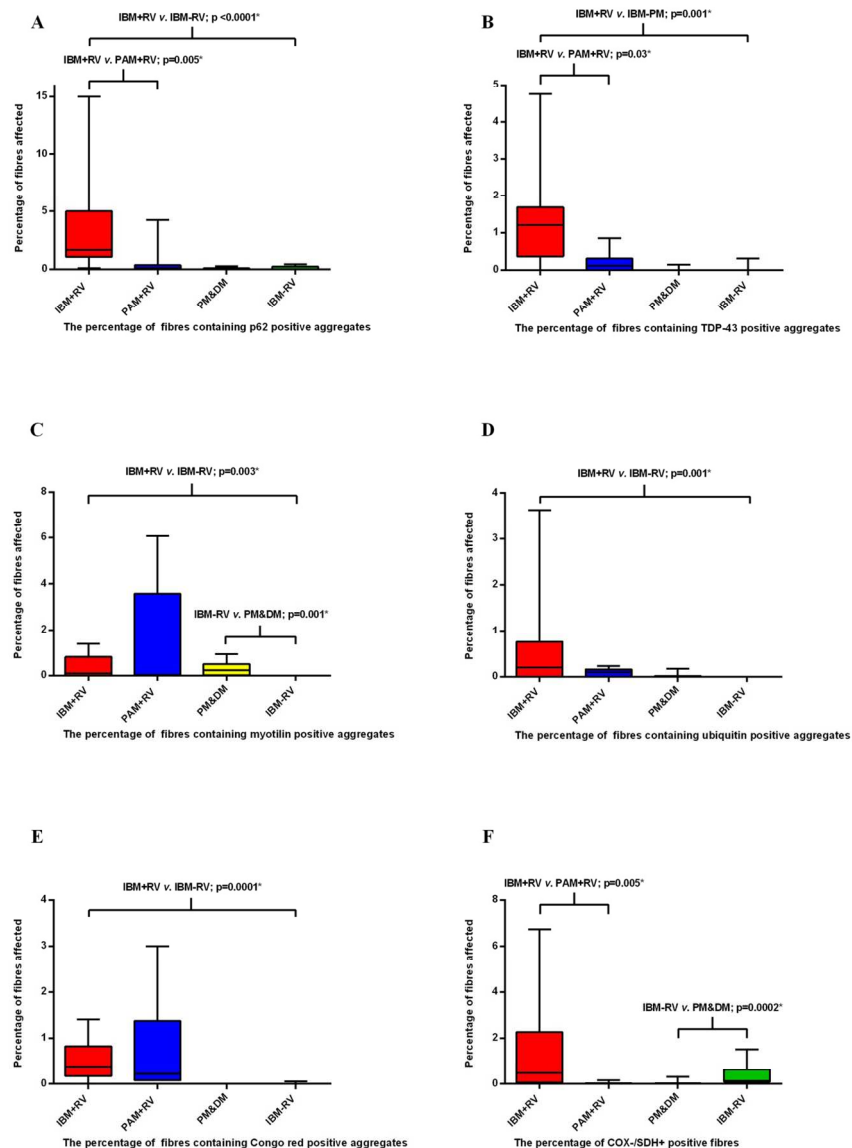 A
IBM+RV v. IBM-RV; p <0.0001*
IBM+RV v. PAM+RV; p=0.005*
Percentage of fibres affected
15
10
5
0
IBM+RV
PAM+RV
PM&DM
IBM-RV
The percentage of fibres containing p62 positive aggregates
B
IBM+RV v. IBM-PM; p=0.001*
IBM+RV v. PAM+RV; p=0.03*
Percentage of fibres affected
5
4
3
2
1
0
IBM+RV
PAM+RV
PM&DM
IBM-RV
The percentage of fibres containing TDP-43 positive aggregates
C
IBM+RV v. IBM-RV; p=0.003*
IBM-RV v. PM&DM; p=0.001*
Percentage of fibres affected
8
6
4
2
0
IBM+RV
PAM+RV
PM&DM
IBM-RV
The percentage of fibres containing myotilin positive aggregates
D
IBM+RV v. IBM-RV; p=0.001*
Percentage of fibres affected
4
3
2
1
0
IBM+RV
PAM+RV
PM&DM
IBM-RV
The percentage of fibres containing ubiquitin positive aggregates
E
IBM+RV v. IBM-RV; p=0.0001*
Percentage of fibres affected
4
3
2
1
0
IBM+RV
PAM+RV
PM&DM
IBM-RV
The percentage of fibres containing Congo red positive aggregates
F
IBM+RV v. PAM+RV; p=0.005*
IBM-RV v. PM&DM; p=0.0002*
Percentage of fibres affected
8
6
4
2
0
IBM+RV
PAM+RV
PM&DM
IBM-RV
The percentage of COX-/SDH+ positive fibres